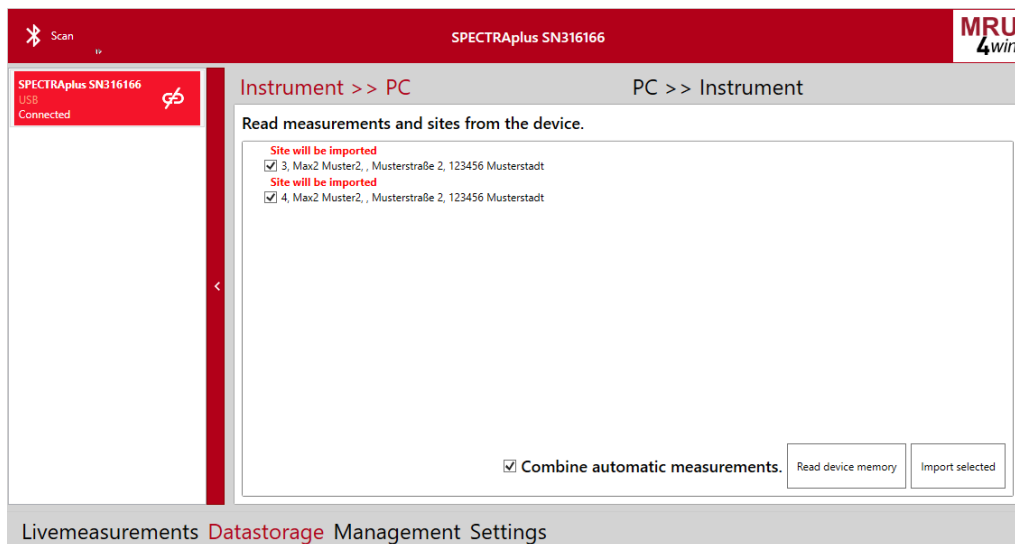 Scan
SPECTRAplus SN316166
MRU
4win
SPECTRAplus SN316166
USB
Connected
Instrument >> PC
PC >> Instrument
Read measurements and sites from the device.
Site will be imported
3, Max2 Muster2, , Musterstraße 2, 123456 Musterstadt
Site will be imported
4, Max2 Muster2, , Musterstraße 2, 123456 Musterstadt
Combine automatic measurements.
Read device memory
Import selected
Livemeasurements Datastorage Management Settings